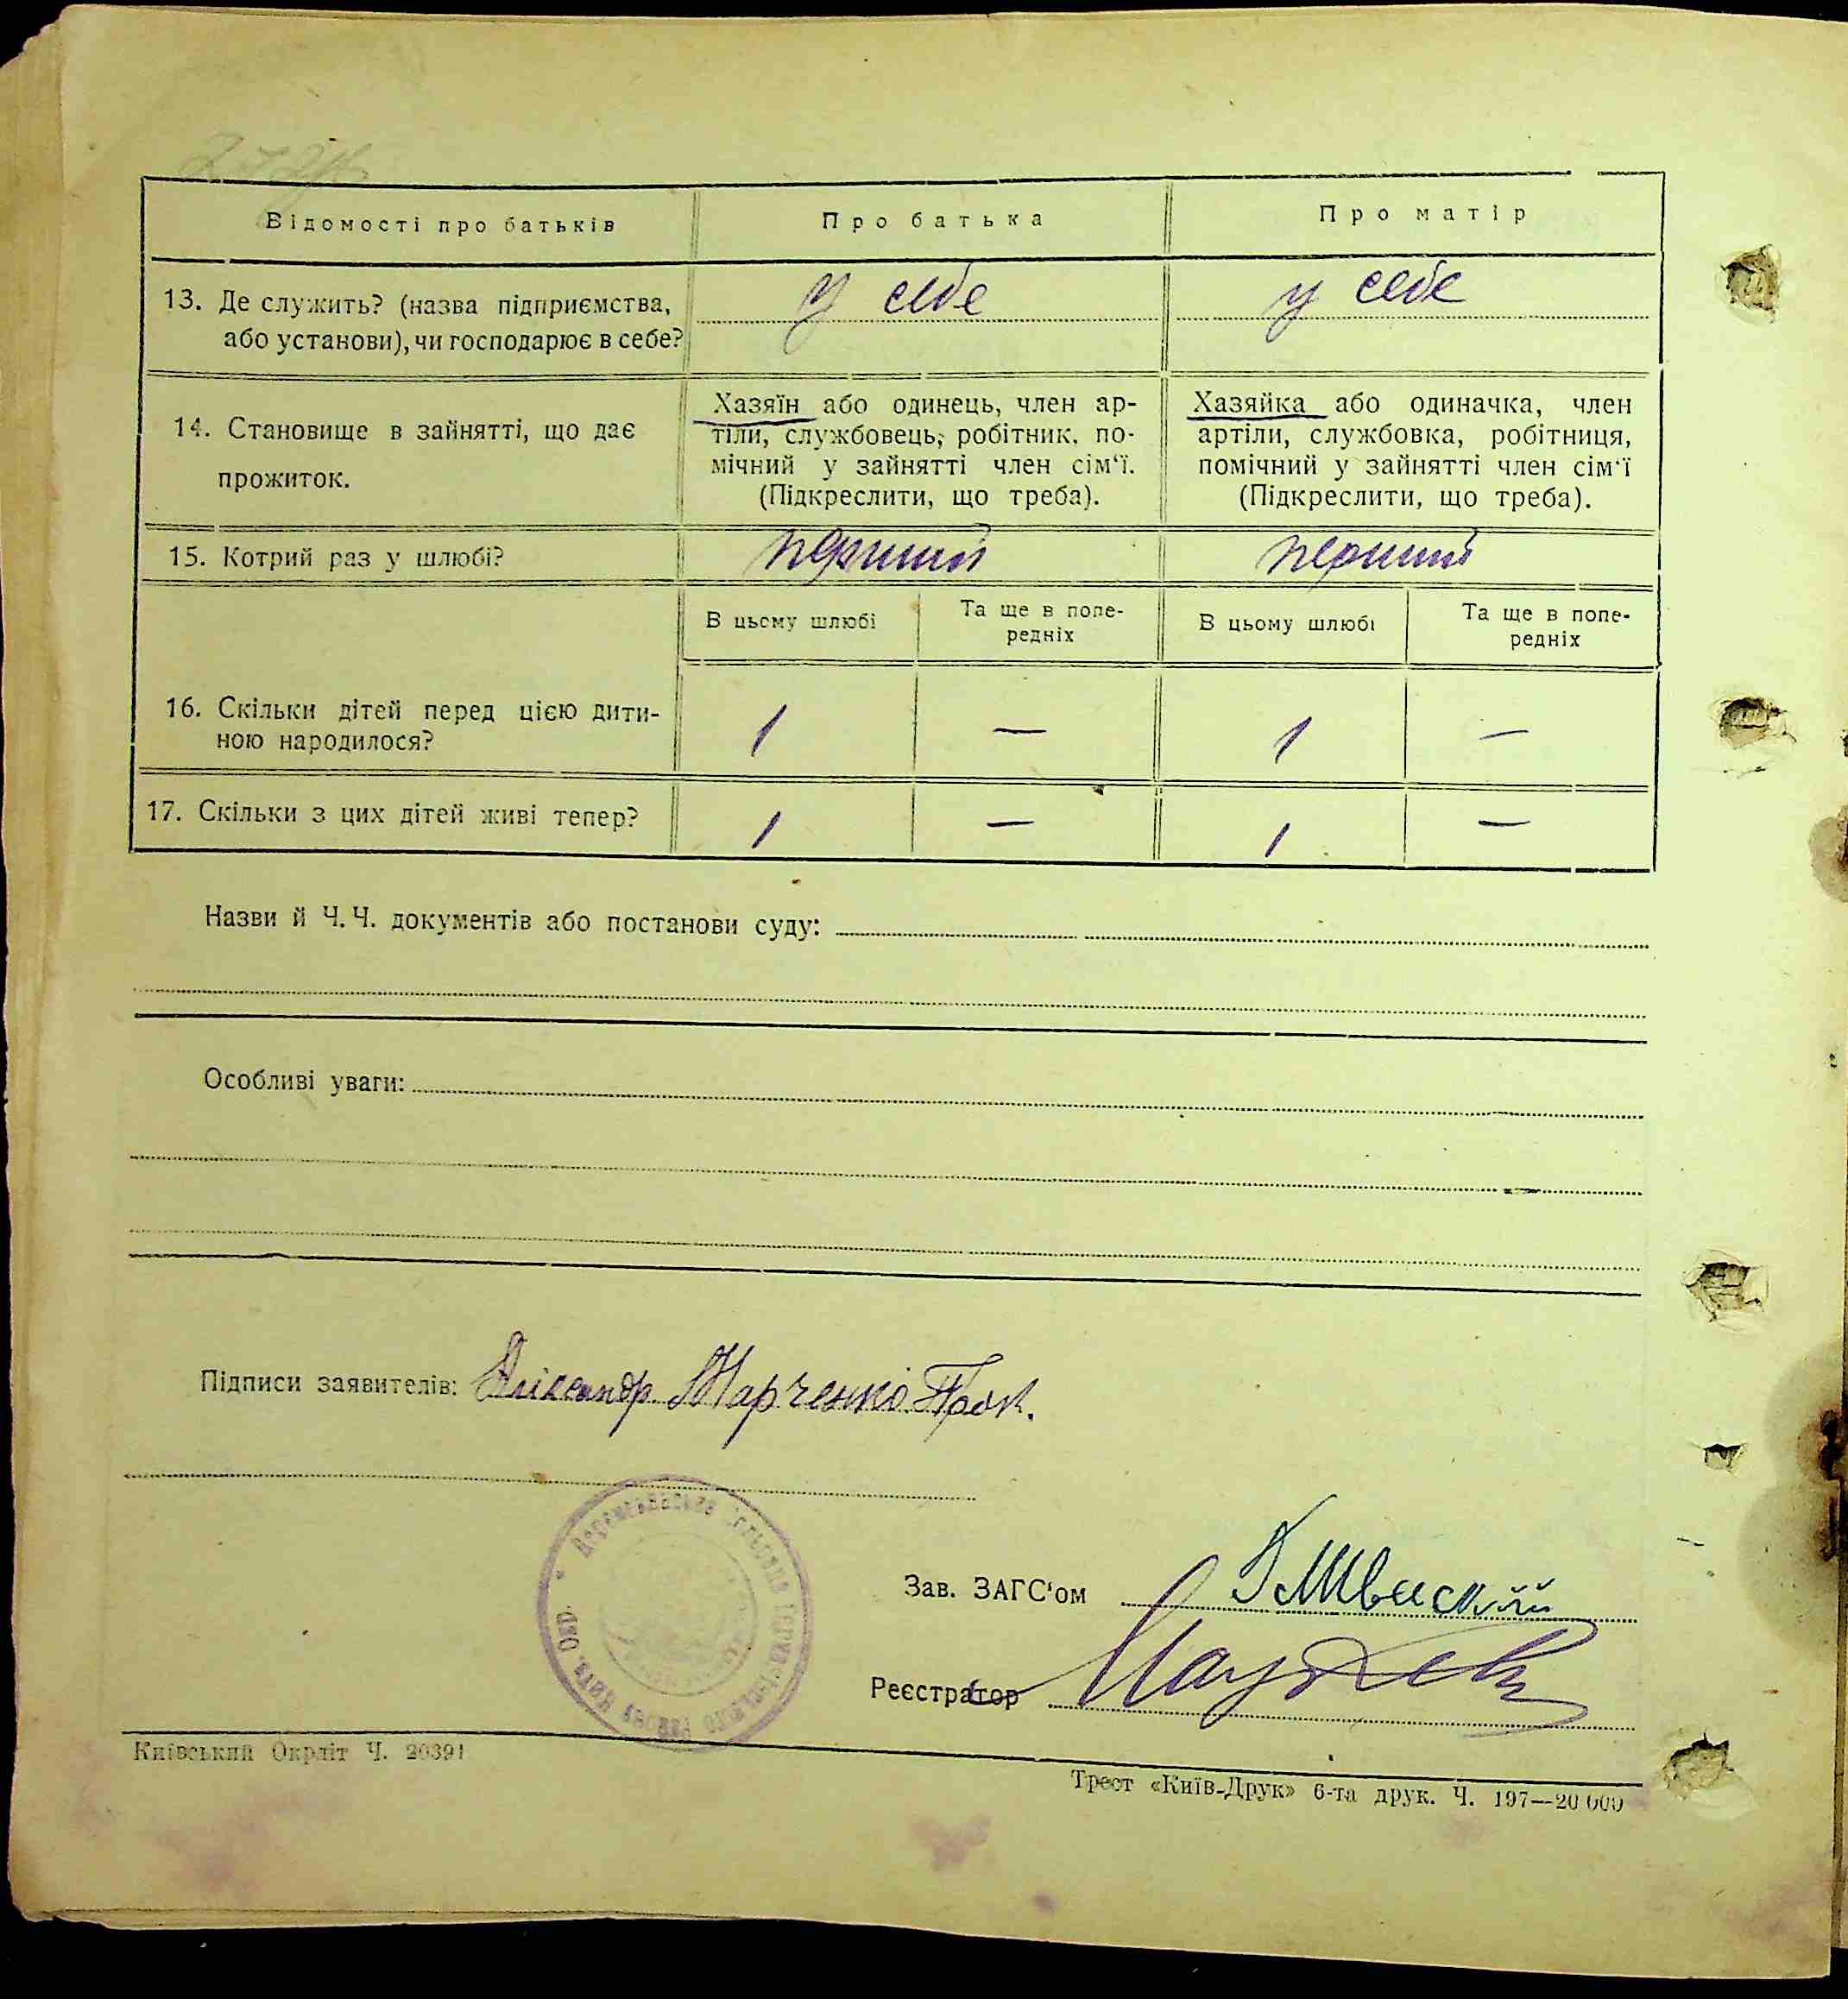 Відомості про батьків
Про батька
Про матір
13. Де служить? (назва підприємства,
або установи), чи господарює в себе?
у себе
у себе
14. Становище в зайнятті, що дає
прожиток.
Хазяїн або одинець, член ар-
тіли, службовець, робітник, по-
мічний у зайнятті член сім'ї.
(Підкреслити, що треба).
Хазяйка або одиначка, член
артіли, службовка, робітниця,
помічний у зайнятті член сім'ї
(Підкреслити, що треба).
15. Котрий раз у шлюбі?
перший
перший
В цьому шлюбі
Та ще в попе-
редніх
В цьому шлюбі
Та ще в попе-
редніх
16. Скільки дітей перед цією дити-
ною народилося?
1
—
1
—
17. Скільки з цих дітей живі тепер?
1
—
1
—
Назви й Ч.Ч. документів або постанови суду:
Особливі уваги:
Підписи заявителів: Аліксандр Марченко Прок.
Зав. ЗАГС'ом
Реєстратор
Київський Окрліт Ч. 20391
Трест «Київ-Друк» 6-та друк. Ч. 197—20 000